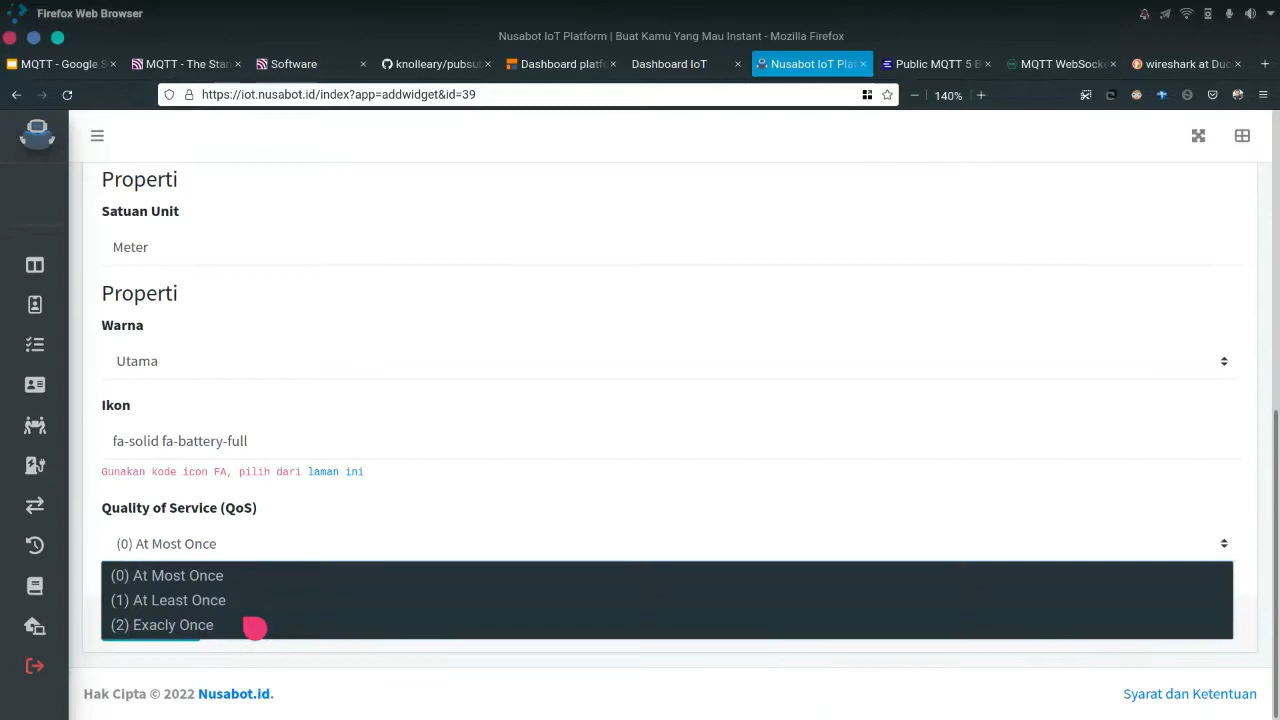 Firefox Web Browser
Nusabot IoT Platform | Buat Kamu Yang Mau Instant - Mozilla Firefox
MQTT - Google S
MQTT - The Stan
Software
knolleary/pubsu
Dashboard platf
Dashboard IoT
Nusabot IoT Plat
Public MQTT 5 B
MQTT WebSocke
wireshark at Duc
https://iot.nusabot.id/index?app=addwidget&id=39
140%
Properti
Satuan Unit
Meter
Properti
Warna
Utama
Ikon
fa-solid fa-battery-full
Gunakan kode icon FA, pilih dari laman ini
Quality of Service (QoS)
(0) At Most Once
(0) At Most Once
(1) At Least Once
(2) Exacly Once
Hak Cipta © 2022 Nusabot.id.
Syarat dan Ketentuan